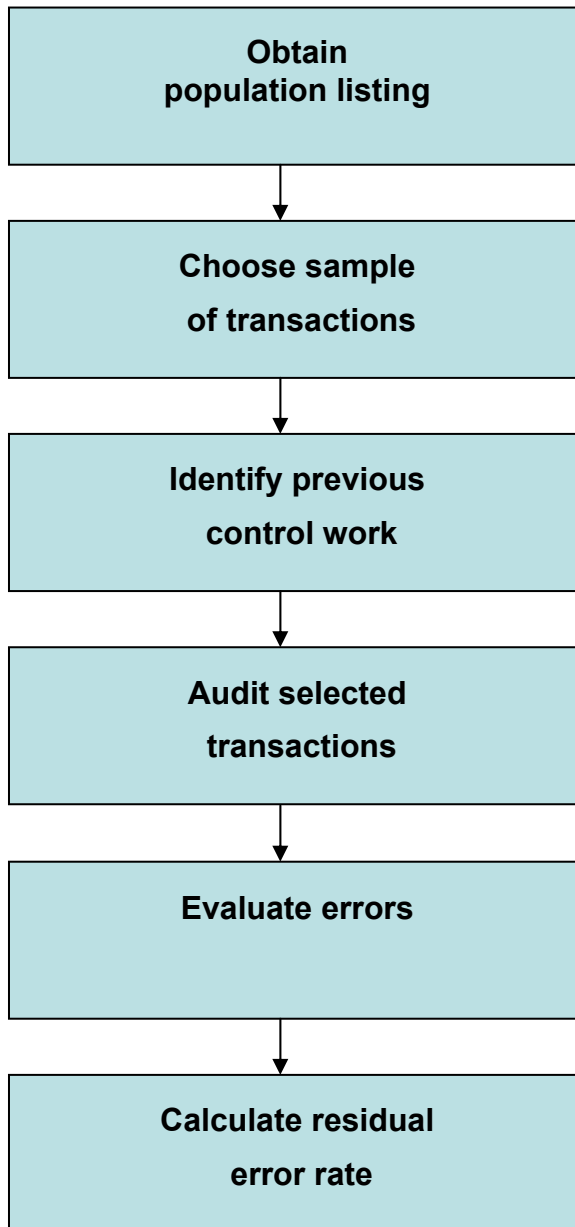 Obtain
population listing
Choose sample
of transactions
Identify previous
control work
Audit selected
transactions
Evaluate errors
Calculate residual
error rate